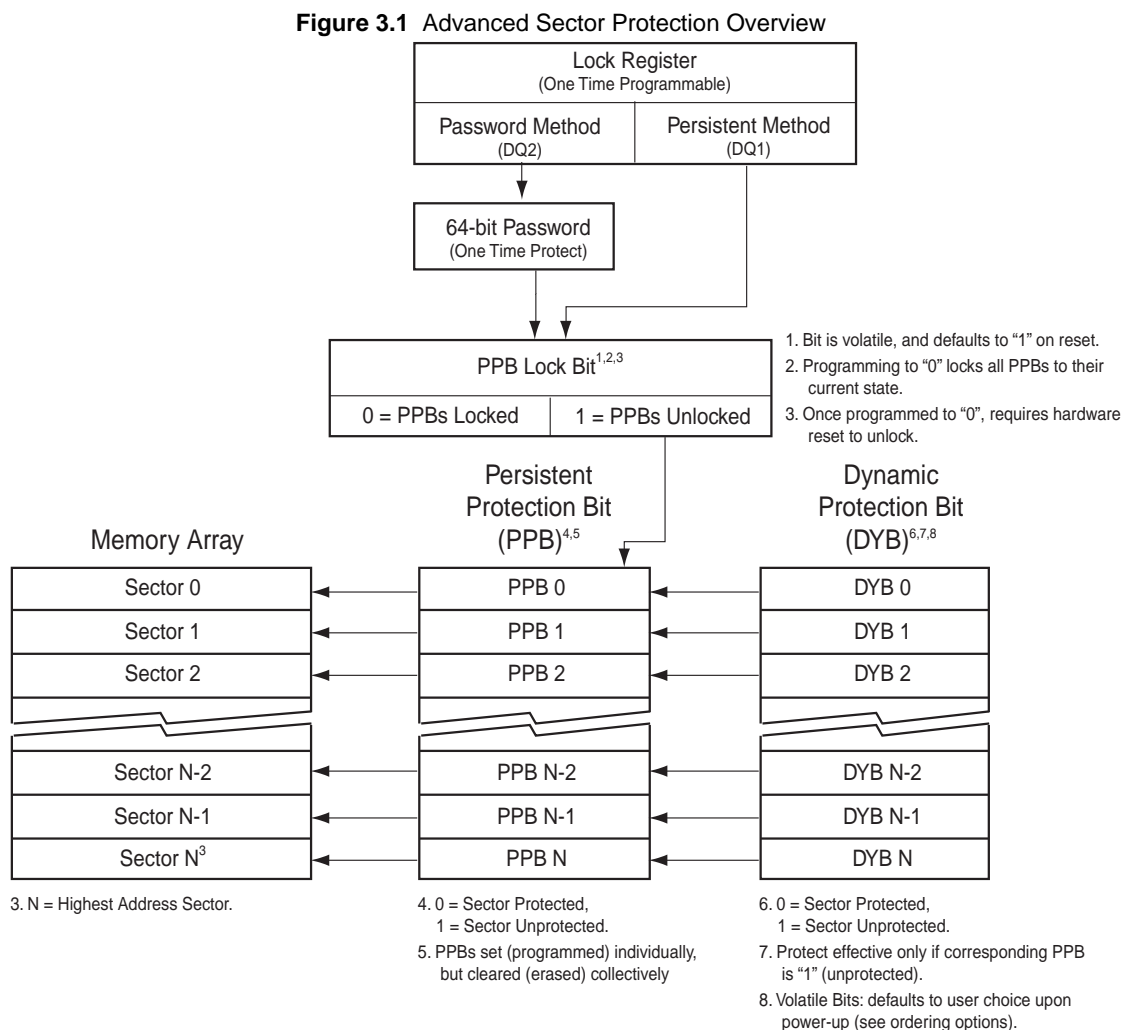 Figure 3.1 Advanced Sector Protection Overview
Lock Register
(One Time Programmable)
Password Method
(DQ2)
Persistent Method
(DQ1)
64-bit Password
(One Time Protect)
PPB Lock Bit1,2,3
0 = PPBs Locked
1 = PPBs Unlocked
1. Bit is volatile, and defaults to “1” on reset.
2. Programming to “0” locks all PPBs to their
current state.
3. Once programmed to “0”, requires hardware
reset to unlock.
Memory Array
Sector 0
Sector 1
Sector 2
Sector N-2
Sector N-1
Sector N3
3. N = Highest Address Sector.
Persistent
Protection Bit
(PPB)4,5
PPB 0
PPB 1
PPB 2
PPB N-2
PPB N-1
PPB N
4. 0 = Sector Protected,
1 = Sector Unprotected.
5. PPBs set (programmed) individually,
but cleared (erased) collectively
Dynamic
Protection Bit
(DYB)6,7,8
DYB 0
DYB 1
DYB 2
DYB N-2
DYB N-1
DYB N
6. 0 = Sector Protected,
1 = Sector Unprotected.
7. Protect effective only if corresponding PPB
is “1” (unprotected).
8. Volatile Bits: defaults to user choice upon
power-up (see ordering options).